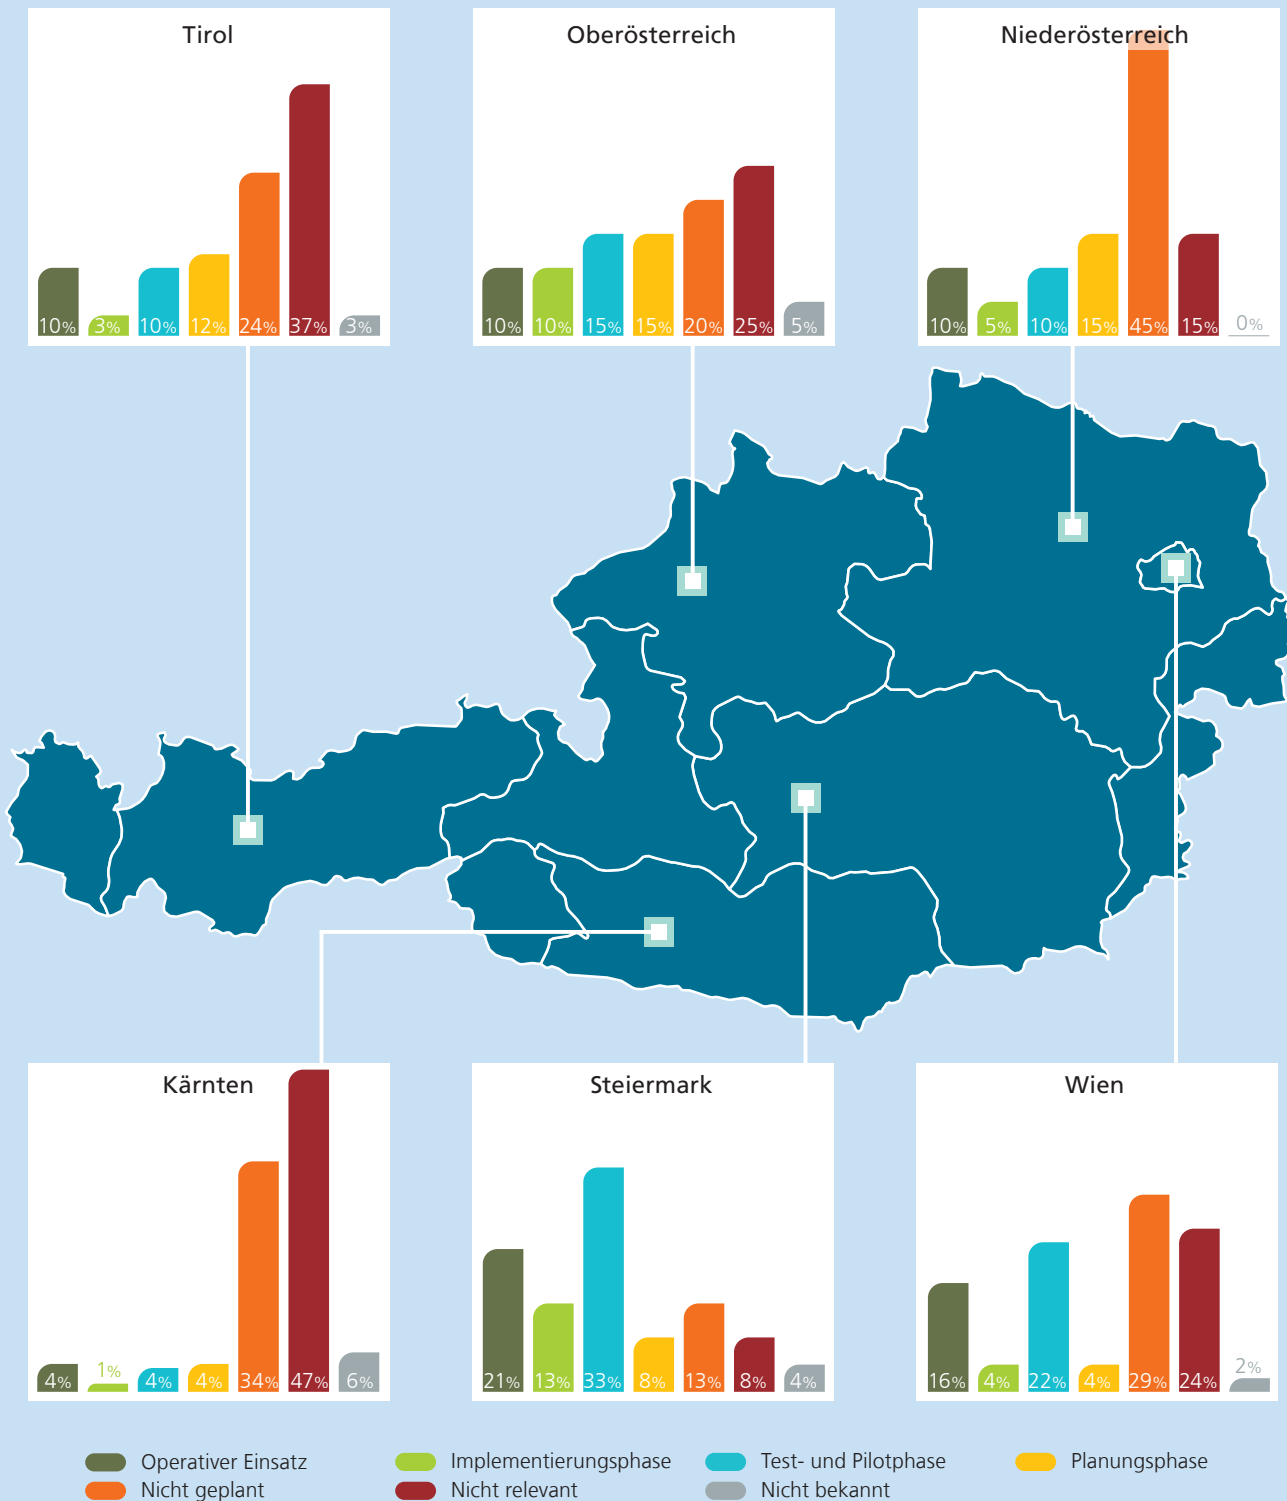 Tirol
10% 3% 10% 12% 24% 37% 3%
Oberösterreich
10% 10% 15% 15% 20% 25% 5%
Niederösterreich
10% 5% 10% 15% 45% 15% 0%
Kärnten
4% 1% 4% 4% 34% 47% 6%
Steiermark
21% 13% 33% 8% 13% 8% 4%
Wien
16% 4% 22% 4% 29% 24% 2%
Operativer Einsatz Implementierungsphase Test- und Pilotphase Planungsphase
Nicht geplant Nicht relevant Nicht bekannt